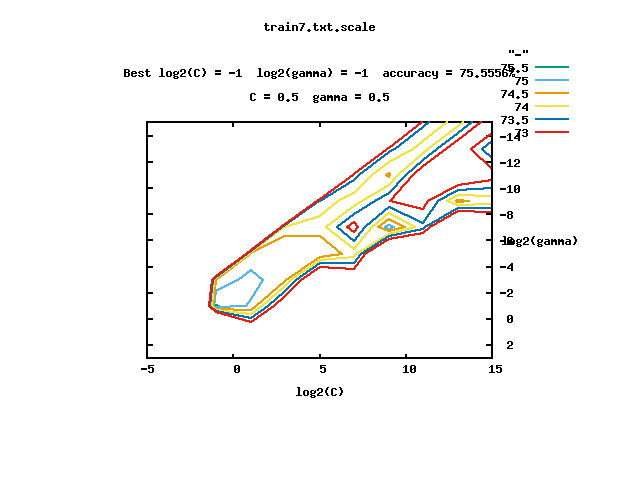 train7.txt.scale
"-"
Best log2(C) = -1  log2(gamma) = -1  accuracy = 75.5556%
75.5
75
C = 0.5  gamma = 0.5
74.5
74
73.5
73
-14
-12
-10
-8
-6
log2(gamma)
-4
-2
0
2
-5 0 5 10 15
log2(C)